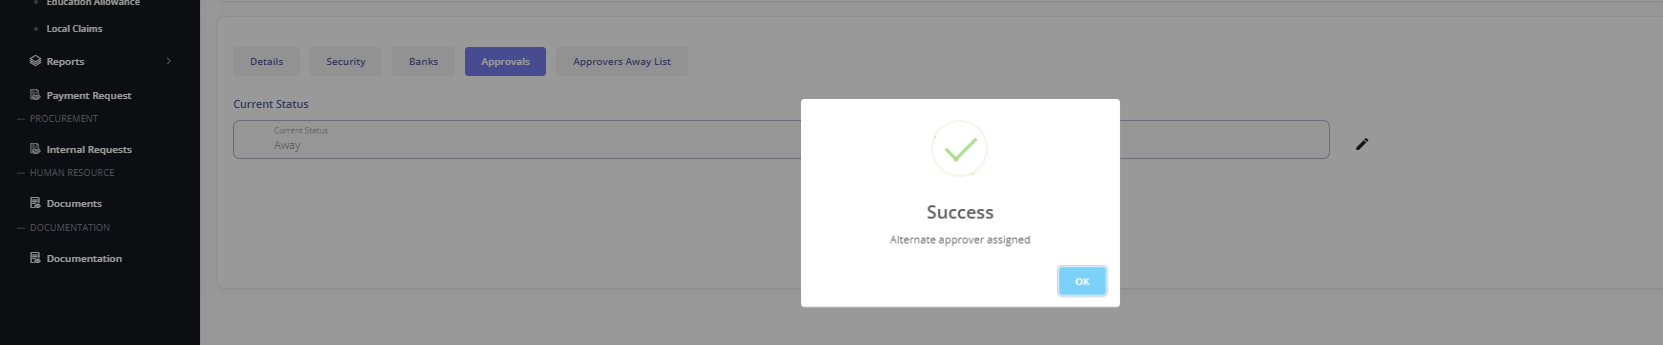 Education Allowance
Local Claims
Reports
Payment Request
PROCUREMENT
Internal Requests
HUMAN RESOURCE
Documents
DOCUMENTATION
Documentation
Details Security Banks Approvals Approvers Away List
Current Status
Current Status
Away
Success
Alternate approver assigned
OK